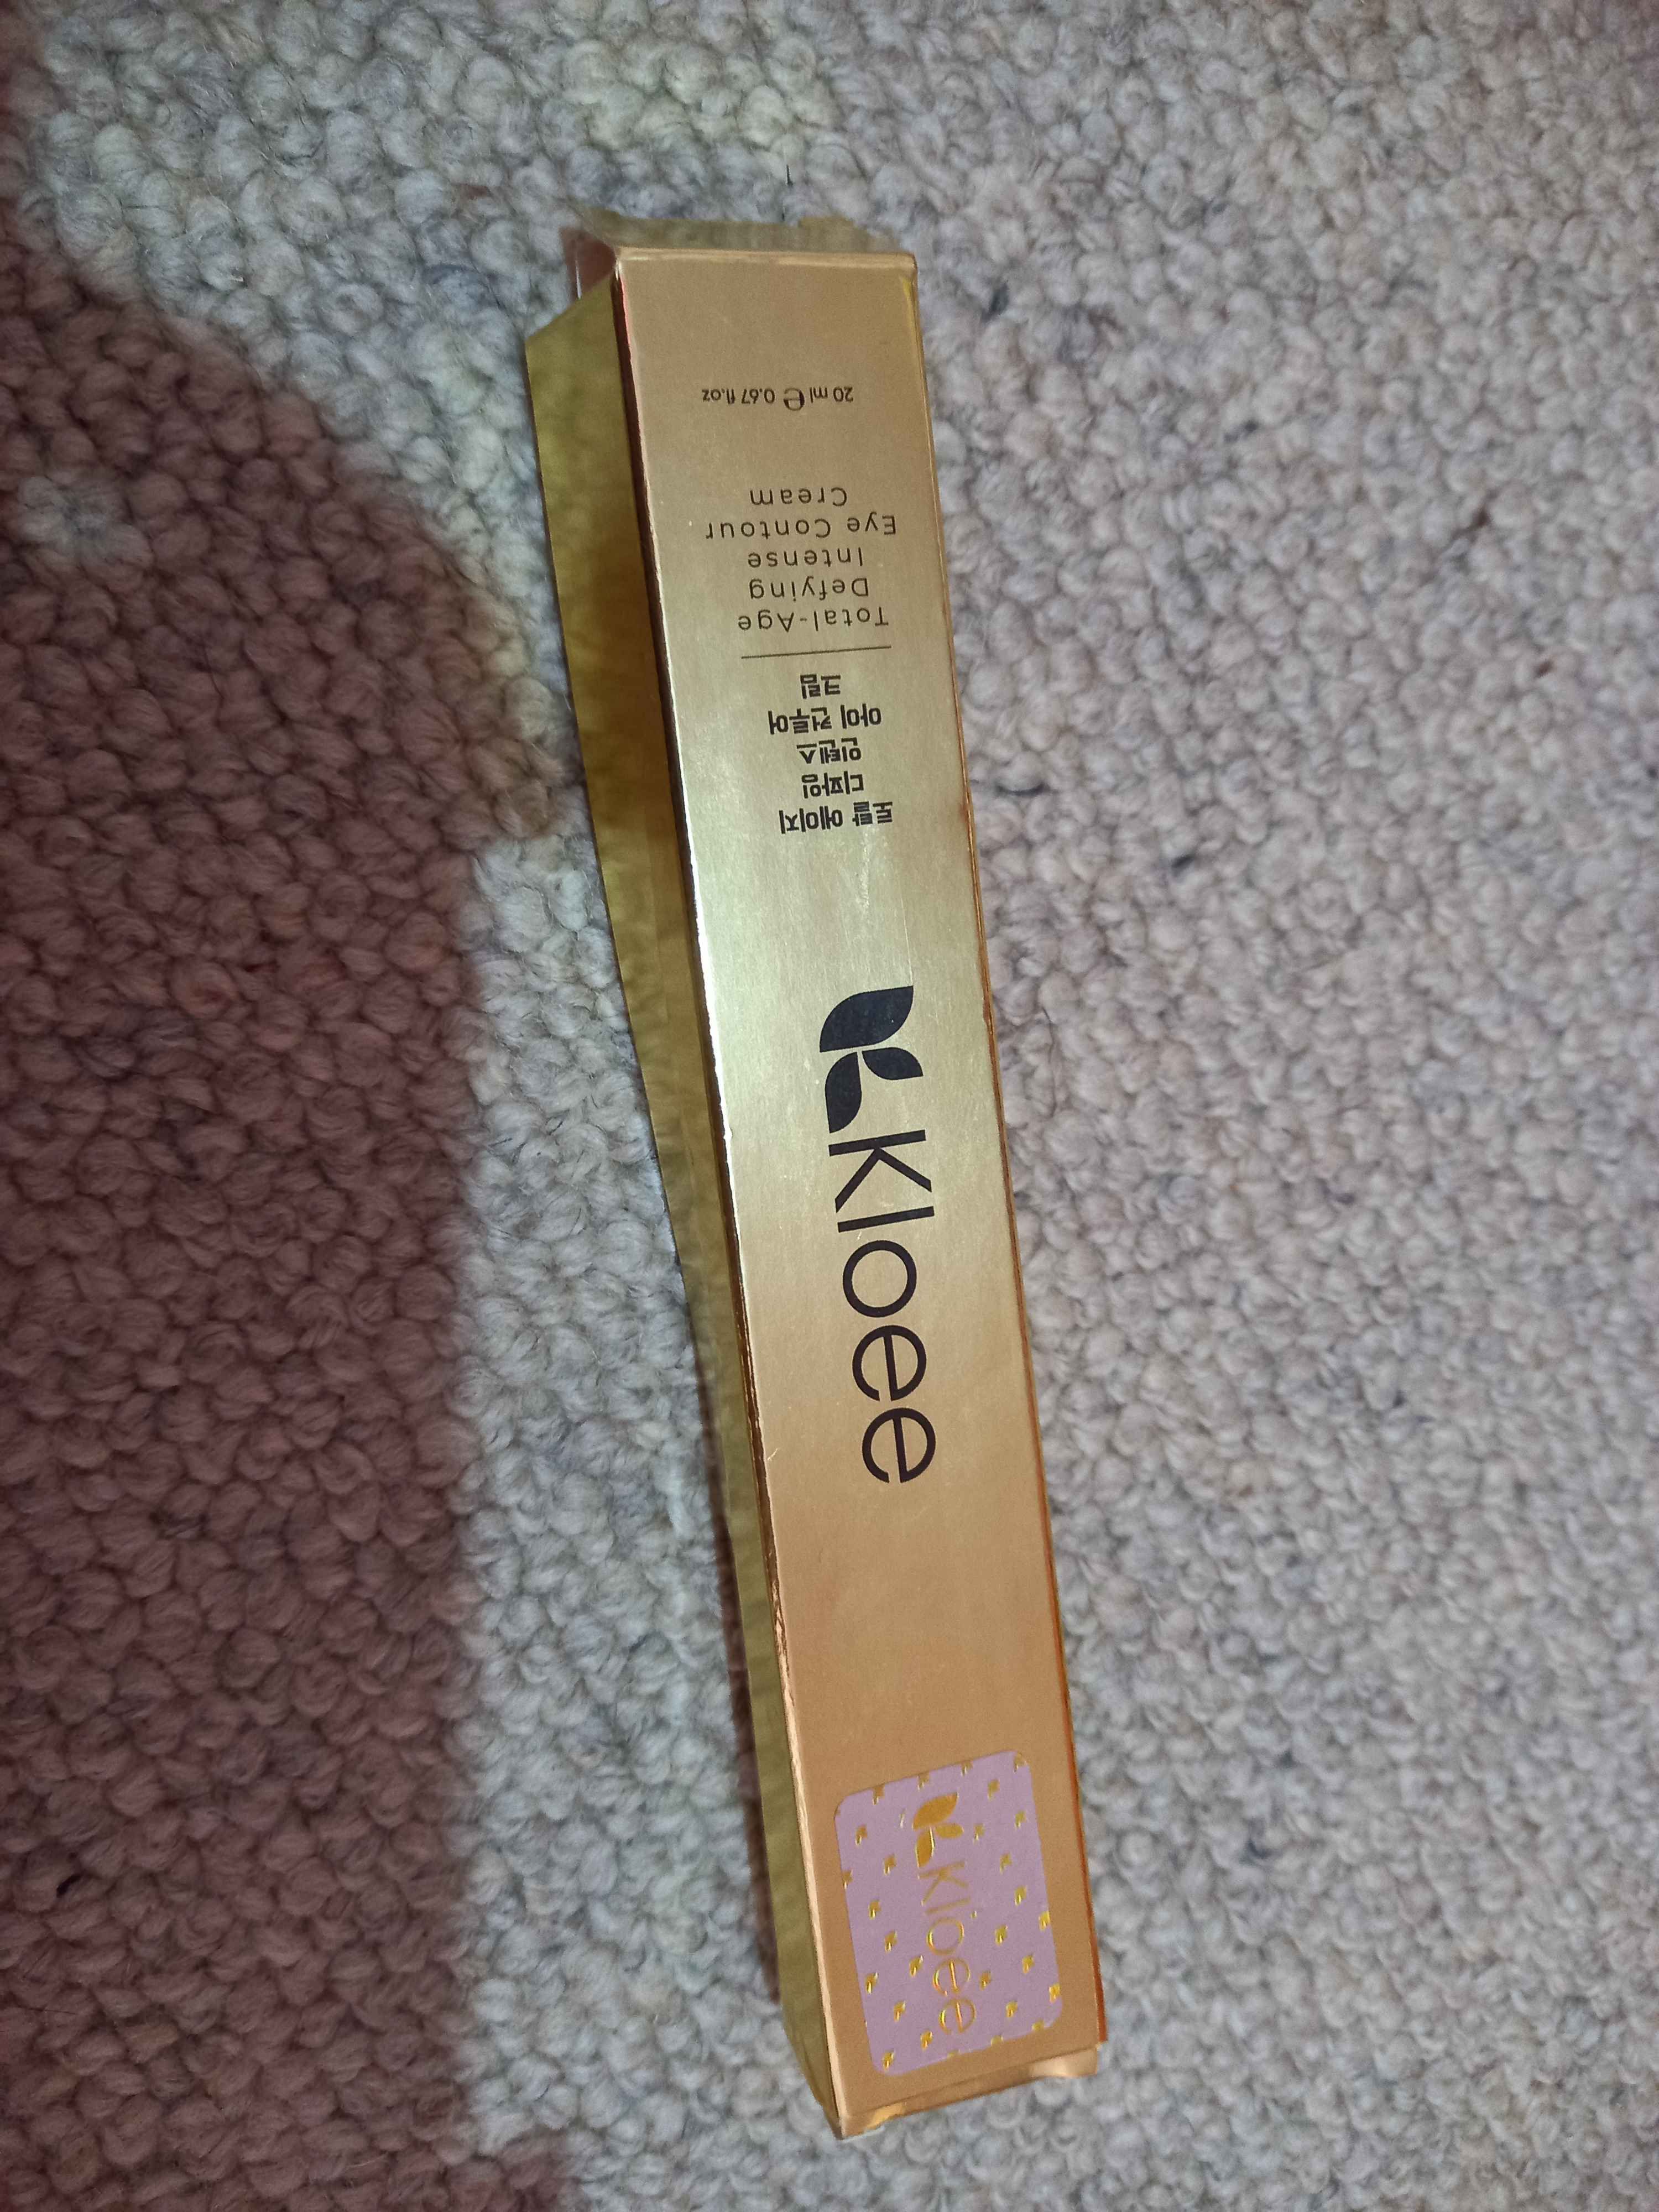 Kloee
토탈 에이지
디파잉
인텐스
아이 컨투어
크림
Total-Age
Defying
Intense
Eye Contour
Cream
20 ml ℮ 0.67 fl.oz
Kloee